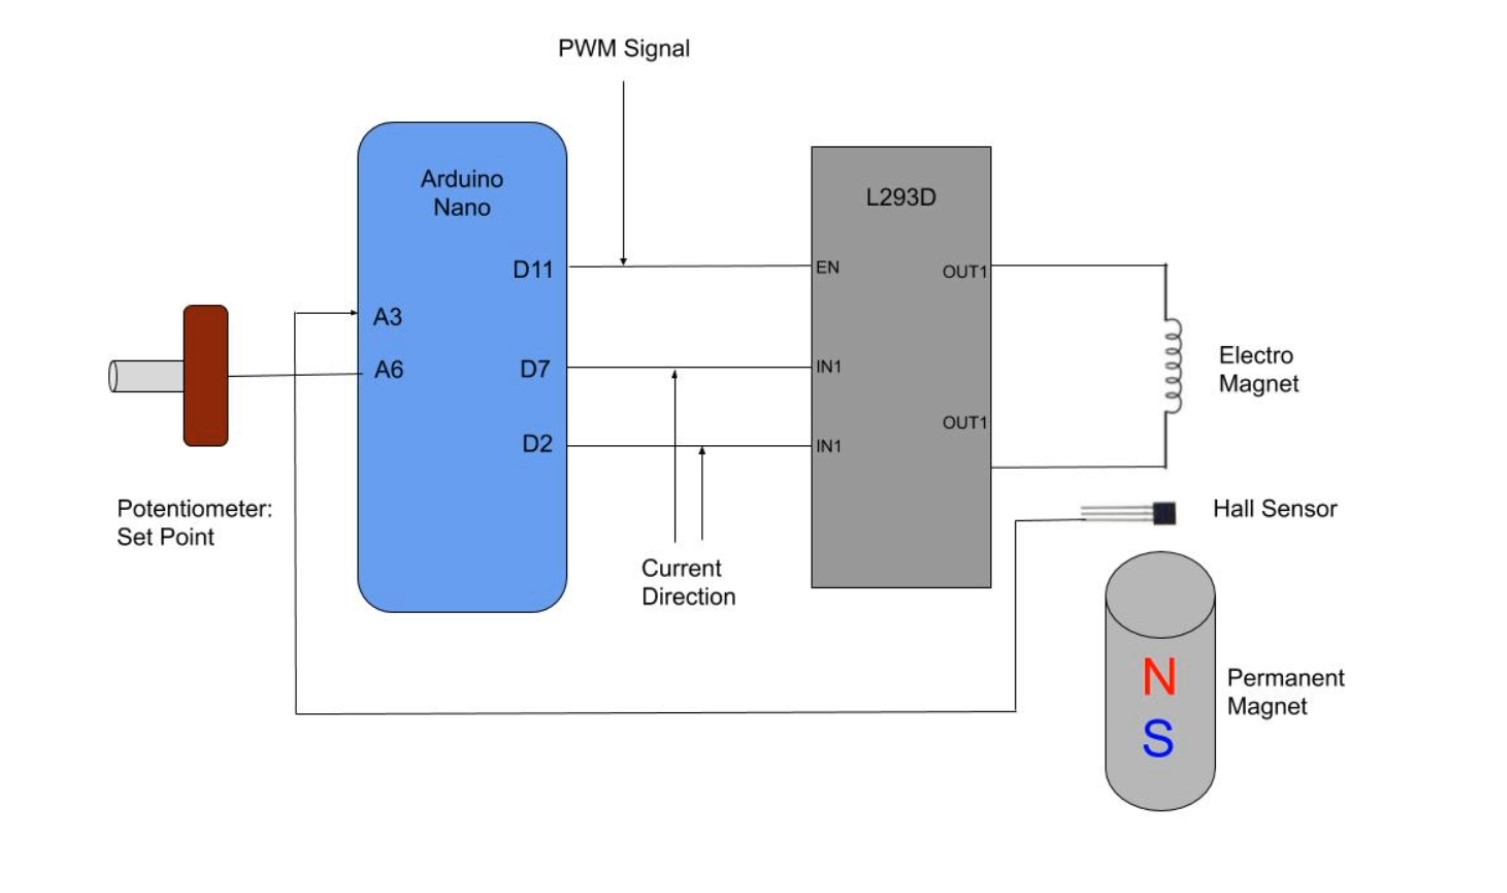 PWM Signal
Arduino
Nano
L293D
D11
EN
OUT1
A3
A6
D7
IN1
Electro
Magnet
D2
IN1
OUT1
Potentiometer:
Set Point
Hall Sensor
Current
Direction
N
S
Permanent
Magnet